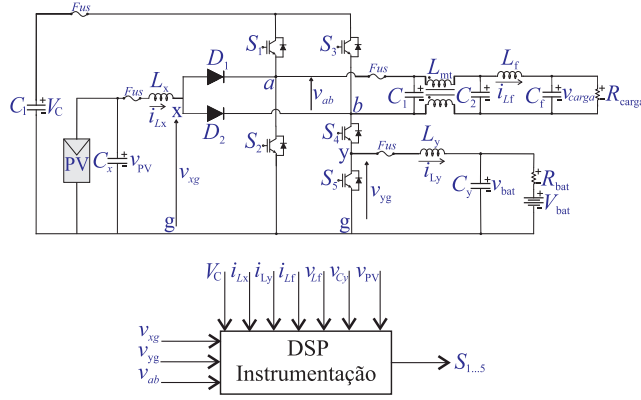 Fus
S1
S3
D1
Lx
Fus
Fus
Lmt
Lf
Cl
VC
x
iLx
a
vab
C1
C2
iLf
Cf
vcarga
Rcarga
D2
b
S2
S4
PV
Cx
vPV
vxg
y
Fus
Ly
S5
vyg
iLy
Cy
vbat
Rbat
Vbat
g
g
VC iLx iLy iLf vLf vCy vPV
vxg
vyg
vab
DSP
Instrumentação
S1...5